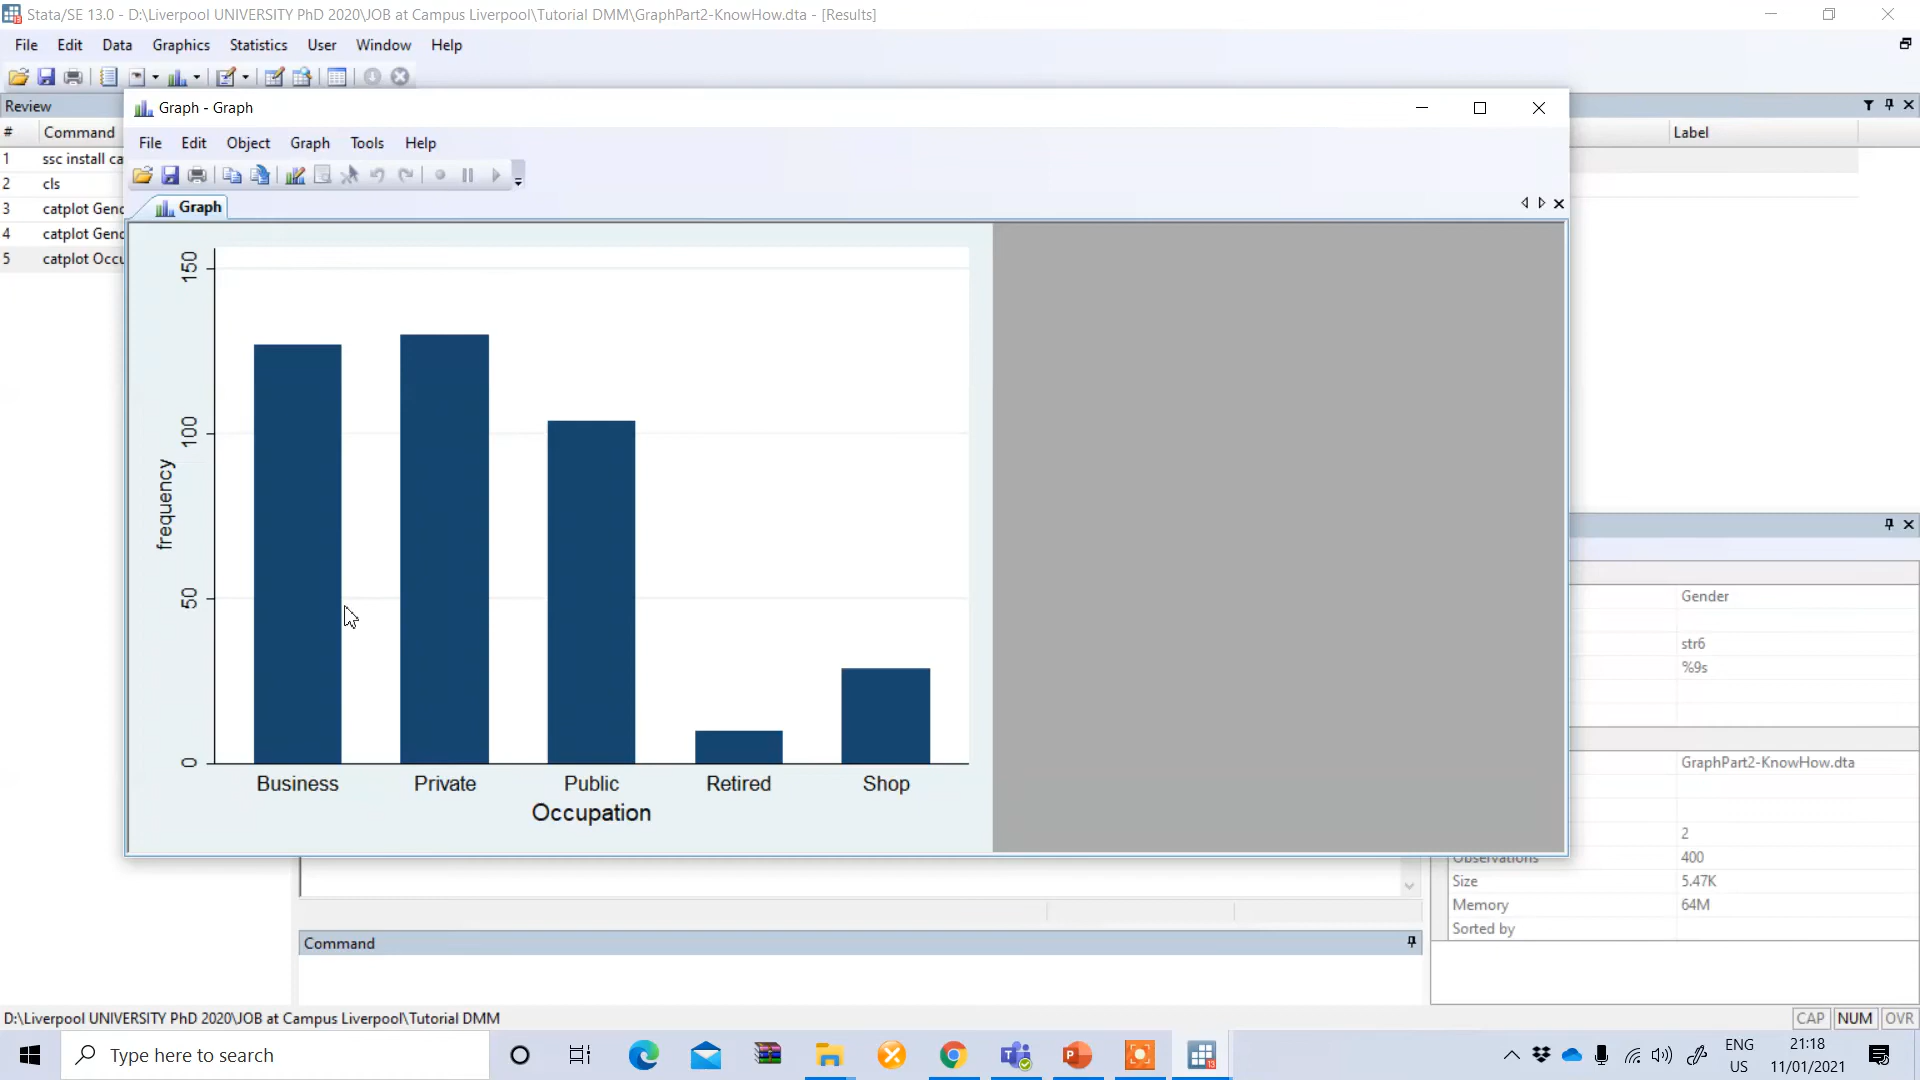 Stata/SE 13.0 - D:\Liverpool UNIVERSITY PhD 2020\JOB at Campus Liverpool\Tutorial DMM\GraphPart2-KnowHow.dta - [Results]
File Edit Data Graphics Statistics User Window Help
Review
# Command
1 ssc install ca
2 cls
3 catplot Gend
4 catplot Gend
5 catplot Occu
Graph - Graph
File Edit Object Graph Tools Help
Graph
150
100
50
0
frequency
Business Private Public Retired Shop
Occupation
Label
Gender
str6
%9s
GraphPart2-KnowHow.dta
2
Observations 400
Size 5.47K
Memory 64M
Sorted by
Command
D:\Liverpool UNIVERSITY PhD 2020\JOB at Campus Liverpool\Tutorial DMM
CAP NUM OVR
Type here to search
ENG
US
21:18
11/01/2021